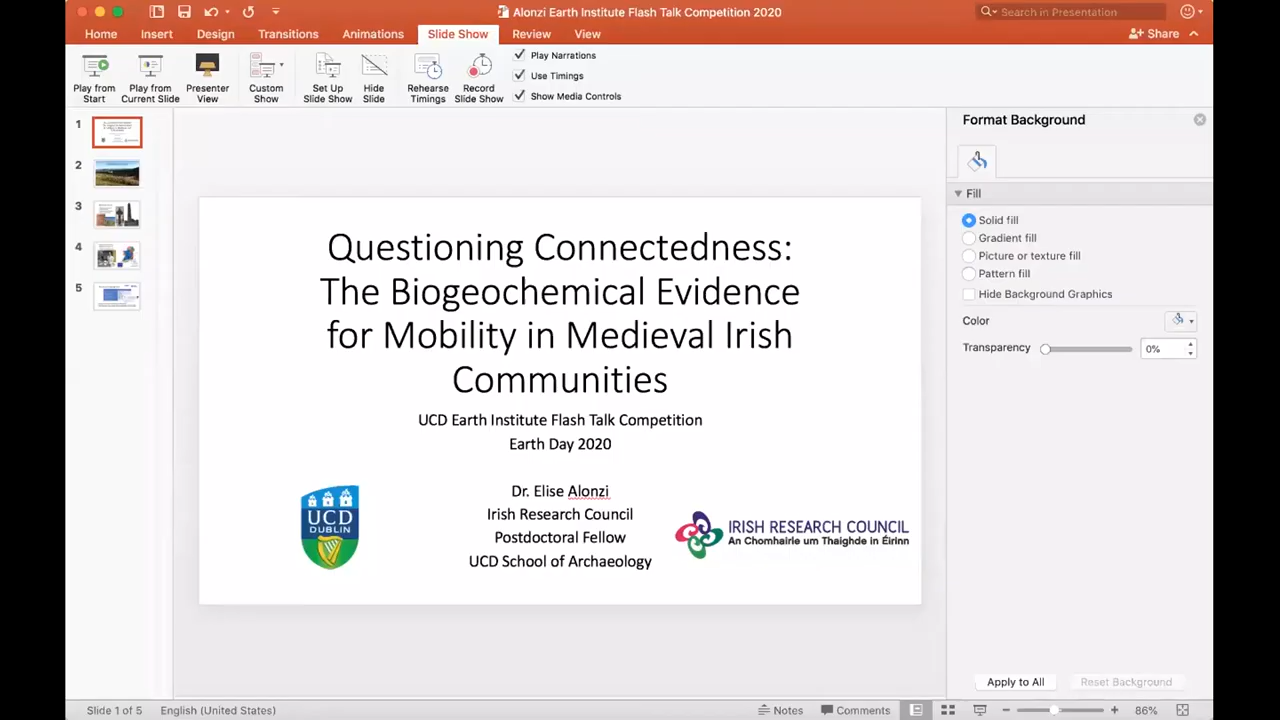 Alonzi Earth Institute Flash Talk Competition 2020
Search in Presentation
Home Insert Design Transitions Animations Slide Show Review View
Share
Play from Start
Play from Current Slide
Presenter View
Custom Show
Set Up Slide Show
Hide Slide
Rehearse Timings
Record Slide Show
Play Narrations
Use Timings
Show Media Controls
1
2
3
4
5
Questioning Connectedness:
The Biogeochemical Evidence
for Mobility in Medieval Irish
Communities
UCD Earth Institute Flash Talk Competition
Earth Day 2020
Dr. Elise Alonzi
Irish Research Council
Postdoctoral Fellow
UCD School of Archaeology
UCD
DUBLIN
IRISH RESEARCH COUNCIL
An Chomhairle um Thaighde in Éirinn
Format Background
Fill
Solid fill
Gradient fill
Picture or texture fill
Pattern fill
Hide Background Graphics
Color
Transparency 0%
Apply to All Reset Background
Slide 1 of 5 English (United States) Notes Comments 86%